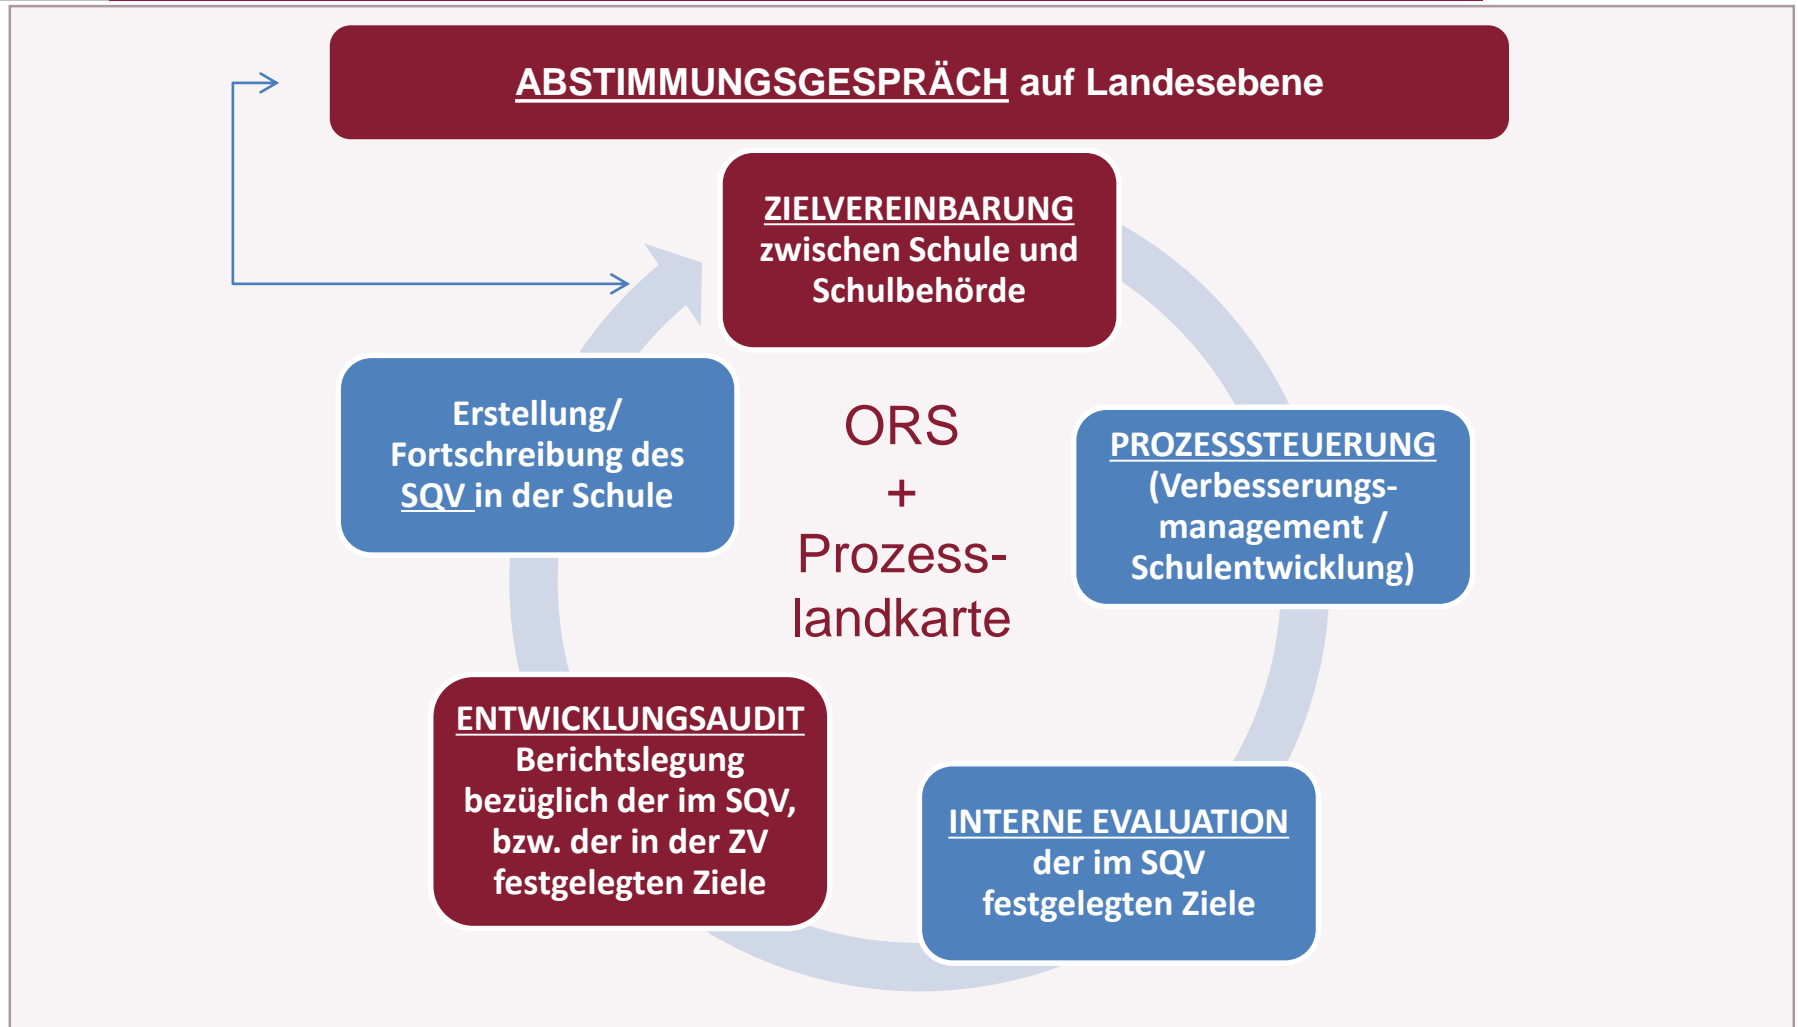 ABSTIMMUNGSGESPRÄCH auf Landesebene
ZIELVEREINBARUNG
zwischen Schule und
Schulbehörde
PROZESSSTEUERUNG
(Verbesserungs-
management /
Schulentwicklung)
INTERNE EVALUATION
der im SQV
festgelegten Ziele
ENTWICKLUNGSAUDIT
Berichtslegung
bezüglich der im SQV,
bzw. der in der ZV
festgelegten Ziele
Erstellung/
Fortschreibung des
SQV in der Schule
ORS
+
Prozess-
landkarte